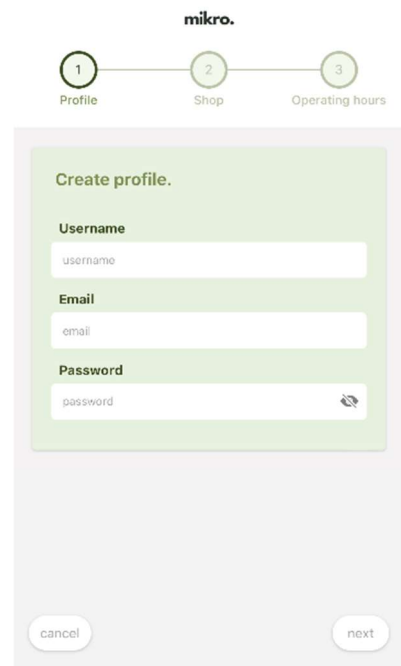 mikro.
1 2 3
Profile Shop Operating hours
Create profile.
Username
username
Email
email
Password
password
cancel next